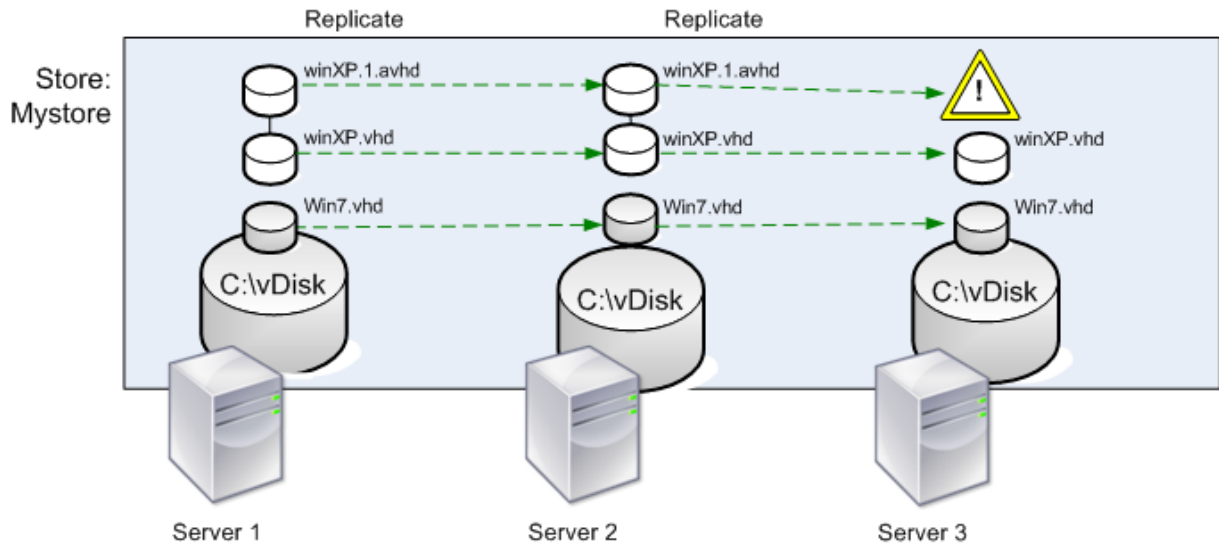 Replicate
Replicate
Store:
Mystore
winXP.1.avhd
winXP.1.avhd
!
winXP.vhd
winXP.vhd
winXP.vhd
Win7.vhd
Win7.vhd
Win7.vhd
C:\vDisk
C:\vDisk
C:\vDisk
Server 1
Server 2
Server 3